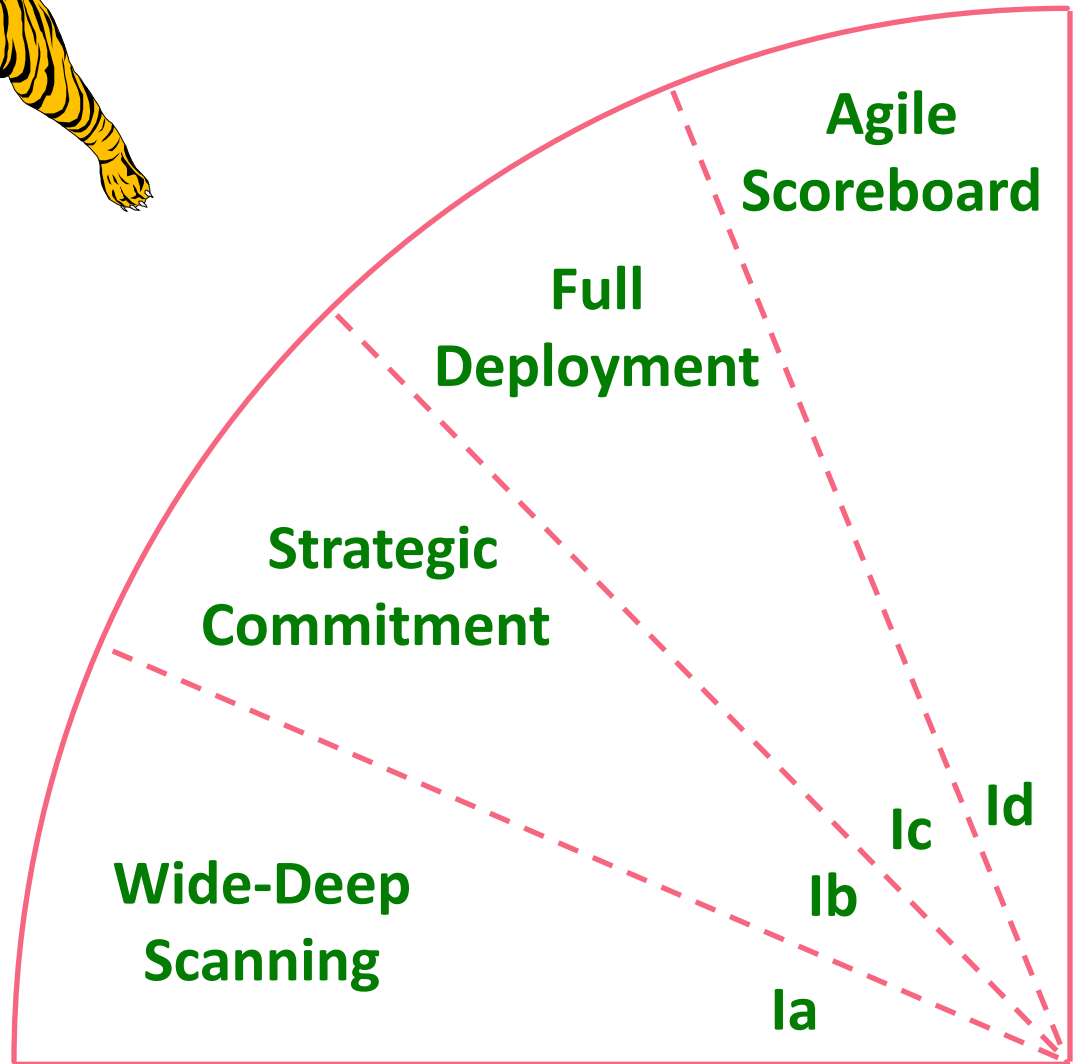 Agile
Scoreboard
Full
Deployment
Strategic
Commitment
Wide-Deep
Scanning
Id
Ic
Ib
Ia